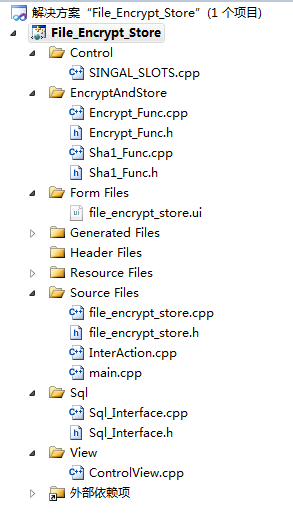 解决方案“File_Encrypt_Store”(1 个项目)
File_Encrypt_Store
Control
SINGAL_SLOTS.cpp
EncryptAndStore
Encrypt_Func.cpp
Encrypt_Func.h
Sha1_Func.cpp
Sha1_Func.h
Form Files
file_encrypt_store.ui
Generated Files
Header Files
Resource Files
Source Files
file_encrypt_store.cpp
file_encrypt_store.h
InterAction.cpp
main.cpp
Sql
Sql_Interface.cpp
Sql_Interface.h
View
ControlView.cpp
外部依赖项